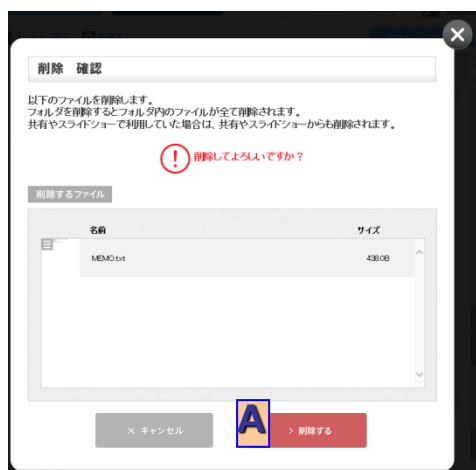 削除　確認
以下のファイルを削除します。
フォルダを削除するとフォルダ内のファイルが全て削除されます。
共有やスライドショーで利用していた場合は、共有やスライドショーからも削除されます。
! 削除してよろしいですか？
削除するファイル
名前 サイズ
MEMO.txt 438.0B
× キャンセル
A > 削除する